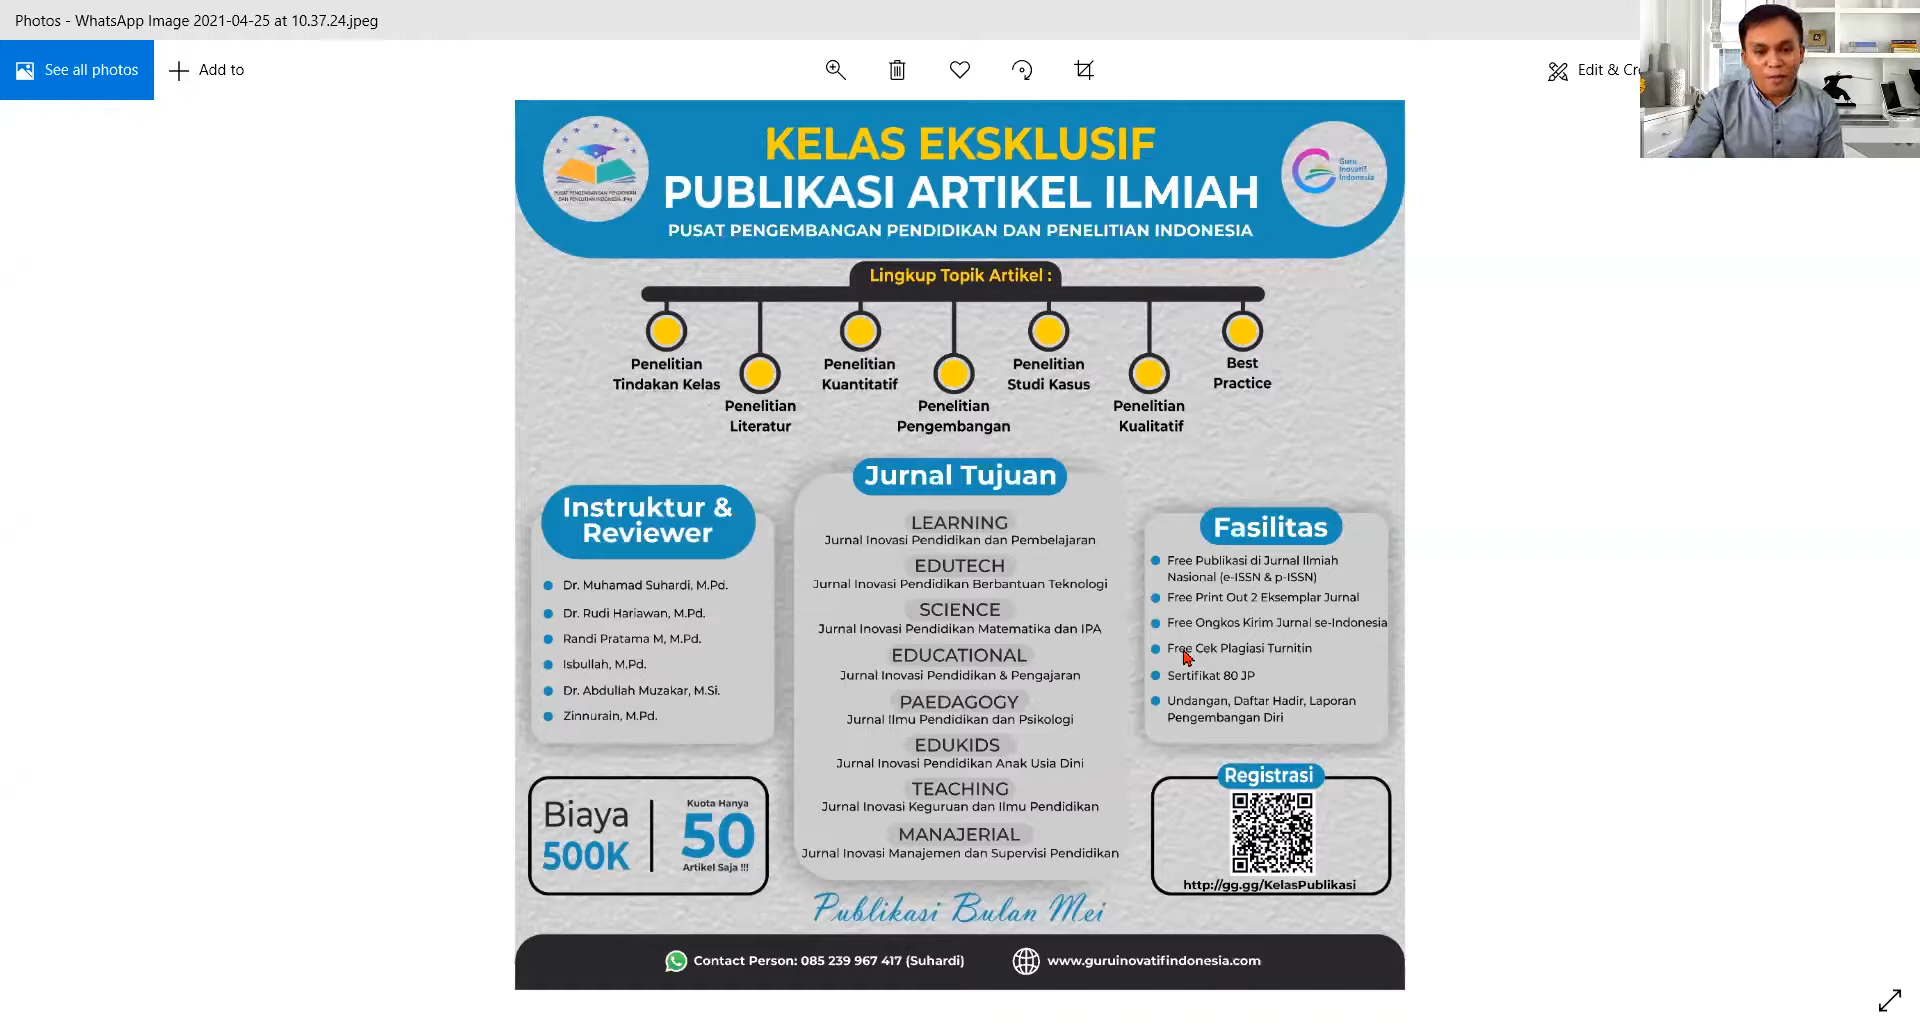 Photos - WhatsApp Image 2021-04-25 at 10.37.24.jpeg
See all photos
Add to
Edit & Cr
KELAS EKSKLUSIF
PUBLIKASI ARTIKEL ILMIAH
PUSAT PENGEMBANGAN PENDIDIKAN DAN PENELITIAN INDONESIA
PUSAT PENGEMBANGAN PENDIDIKAN
DAN PENELITIAN INDONESIA
Guru
Inovatif
Indonesia
Lingkup Topik Artikel :
Penelitian
Tindakan Kelas
Penelitian
Literatur
Penelitian
Kuantitatif
Penelitian
Pengembangan
Penelitian
Studi Kasus
Penelitian
Kualitatif
Best
Practice
Instruktur &
Reviewer
Dr. Muhamad Suhardi, M.Pd.
Dr. Rudi Hariawan, M.Pd.
Randi Pratama M, M.Pd.
Isbullah, M.Pd.
Dr. Abdullah Muzakar, M.Si.
Zinnurain, M.Pd.
Jurnal Tujuan
LEARNING
Jurnal Inovasi Pendidikan dan Pembelajaran
EDUTECH
Jurnal Inovasi Pendidikan Berbantuan Teknologi
SCIENCE
Jurnal Inovasi Pendidikan Matematika dan IPA
EDUCATIONAL
Jurnal Inovasi Pendidikan & Pengajaran
PAEDAGOGY
Jurnal Ilmu Pendidikan dan Psikologi
EDUKIDS
Jurnal Inovasi Pendidikan Anak Usia Dini
TEACHING
Jurnal Inovasi Keguruan dan Ilmu Pendidikan
MANAJERIAL
Jurnal Inovasi Manajemen dan Supervisi Pendidikan
Fasilitas
Free Publikasi di Jurnal Ilmiah
Nasional (e-ISSN & p-ISSN)
Free Print Out 2 Eksemplar Jurnal
Free Ongkos Kirim Jurnal se-Indonesia
Free Cek Plagiasi Turnitin
Sertifikat 80 JP
Undangan, Daftar Hadir, Laporan
Pengembangan Diri
Biaya
500K
Kuota Hanya
50
Artikel Saja !!!
Registrasi
http://gg.gg/KelasPublikasi
Publikasi Bulan Mei
Contact Person: 085 239 967 417 (Suhardi)
www.guruinovatifindonesia.com